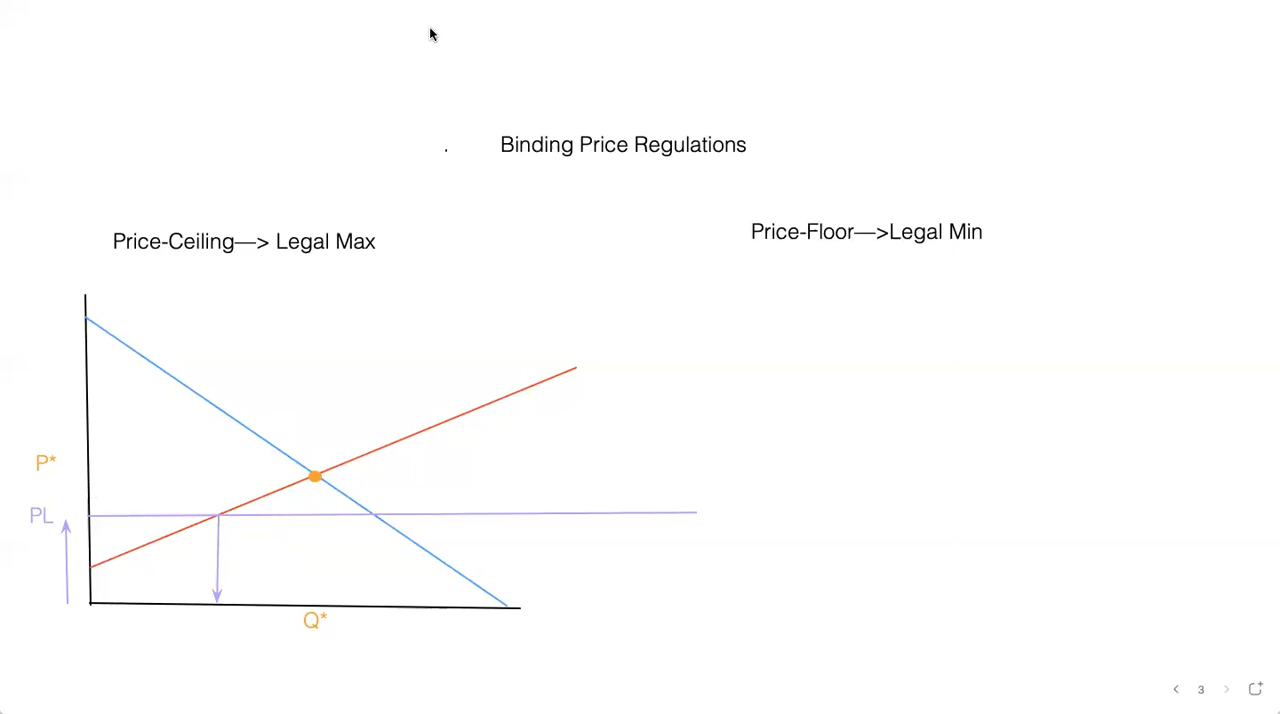 Binding Price Regulations
Price-Ceiling—> Legal Max
Price-Floor—>Legal Min
P*
PL
Q*
3